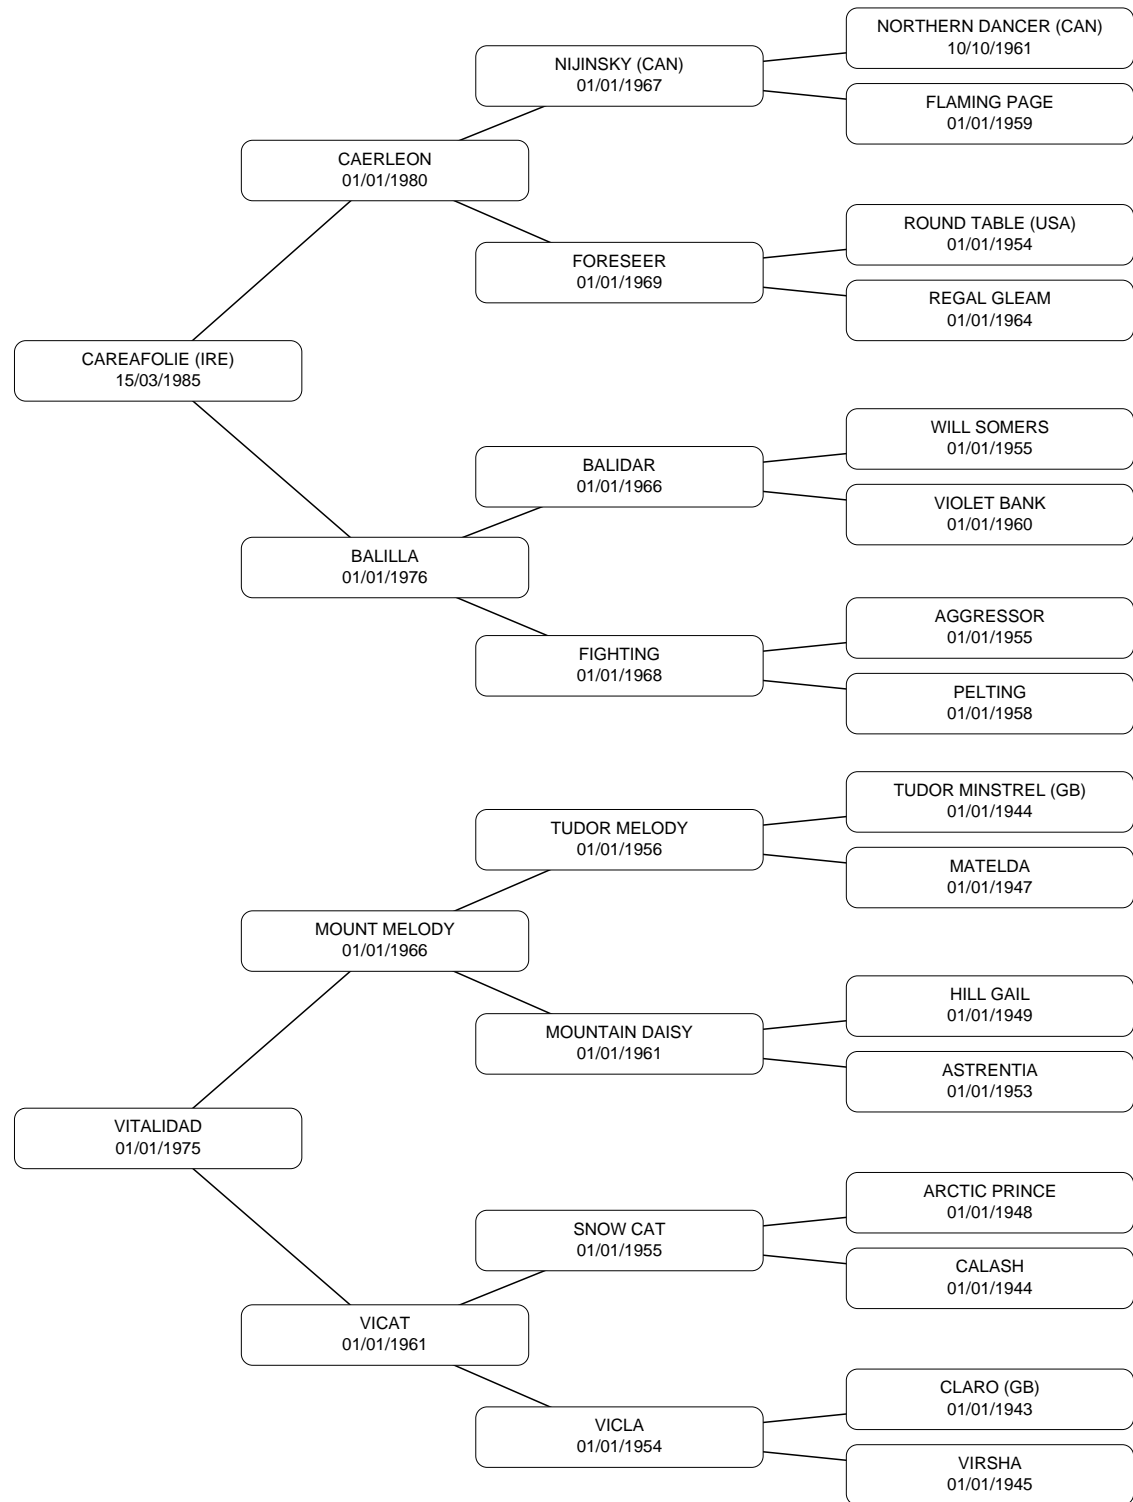 NORTHERN DANCER (CAN)
10/10/1961
NIJINSKY (CAN)
01/01/1967
FLAMING PAGE
01/01/1959
CAERLEON
01/01/1980
ROUND TABLE (USA)
01/01/1954
FORESEER
01/01/1969
REGAL GLEAM
01/01/1964
CAREAFOLIE (IRE)
15/03/1985
WILL SOMERS
01/01/1955
BALIDAR
01/01/1966
VIOLET BANK
01/01/1960
BALILLA
01/01/1976
AGGRESSOR
01/01/1955
FIGHTING
01/01/1968
PELTING
01/01/1958
TUDOR MINSTREL (GB)
01/01/1944
TUDOR MELODY
01/01/1956
MATELDA
01/01/1947
MOUNT MELODY
01/01/1966
HILL GAIL
01/01/1949
MOUNTAIN DAISY
01/01/1961
ASTRENTIA
01/01/1953
VITALIDAD
01/01/1975
ARCTIC PRINCE
01/01/1948
SNOW CAT
01/01/1955
CALASH
01/01/1944
VICAT
01/01/1961
CLARO (GB)
01/01/1943
VICLA
01/01/1954
VIRSHA
01/01/1945